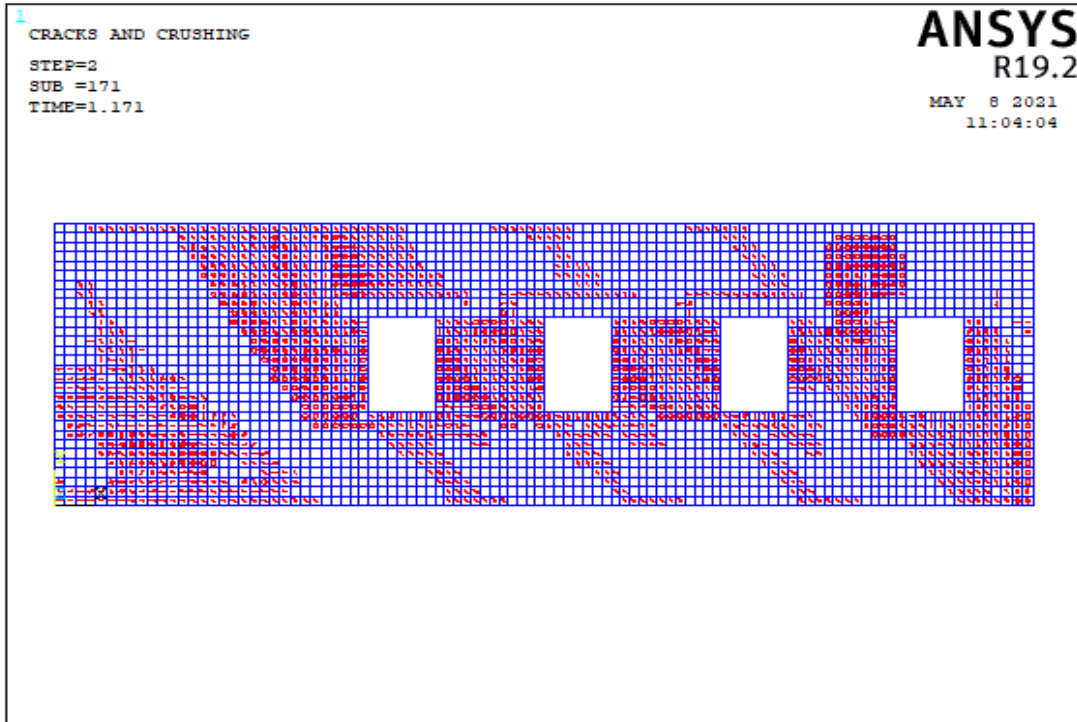 1
CRACKS AND CRUSHING
STEP=2
SUB =171
TIME=1.171
ANSYS
R19.2
MAY 8 2021
11:04:04
X